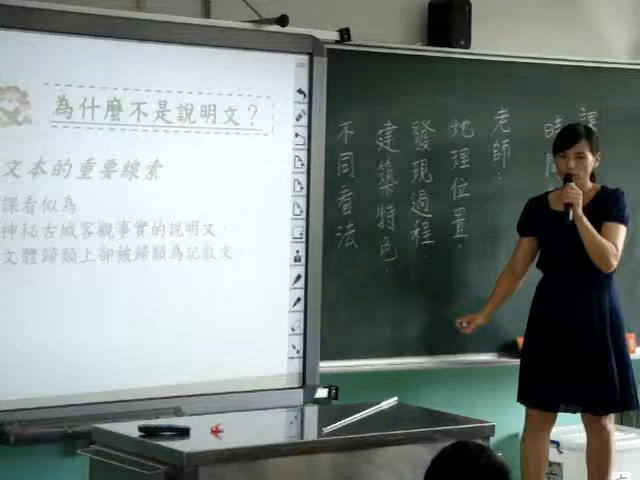 為什麼不是說明文？
文本的重要線索
課看似為
神秘古城客觀事實的說明文，
文體歸類上卻被歸類為記敘文。
老師：
地理位置．
發現過程．
建築特色．
不同看法